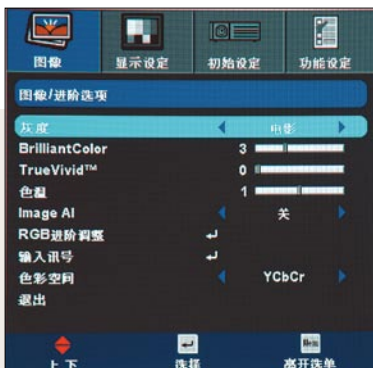 图像 显示设定 初始设定 功能设定
图像/进阶选项
灰度 电影
BrilliantColor 3
TrueVivid™ 0
色温 1
Image AI 关
RGB进阶调整
输入讯号
色彩空间 YCbCr
退出
Menu
上下 选择 离开选单